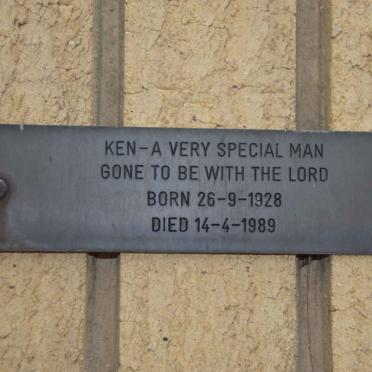 KEN-A VERY SPECIAL MAN
GONE TO BE WITH THE LORD
BORN 26-9-1928
DIED 14-4-1989